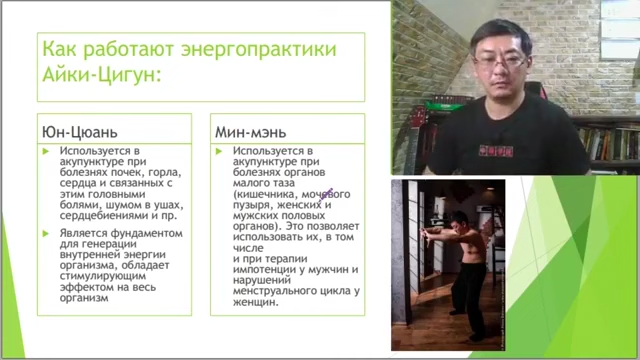 Как работают энергопрактики
Айки-Цигун:
Юн-Цюань
Используется в
акупунктуре при
болезнях почек, горла,
сердца и связанных с
этим головными
болями, шумом в ушах,
сердцебиениями и пр.
Является фундаментом
для генерации
внутренней энергии
организма, обладает
стимулирующим
эффектом на весь
организм
Мин-мэнь
Используется в
акупунктуре при
болезнях органов
малого таза
(кишечника, мочевого
пузыря, женских и
мужских половых
органов). Это позволяет
использовать их, в том
числе
и при терапии
импотенции у мужчин и
нарушений
менструального цикла у
женщин.